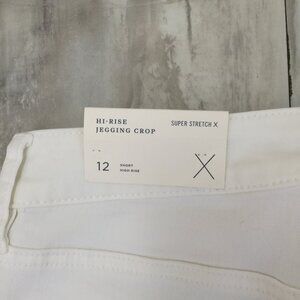 HI-RISE
JEGGING CROP
SUPER STRETCH X
12
SHORT
HIGH RISE
X